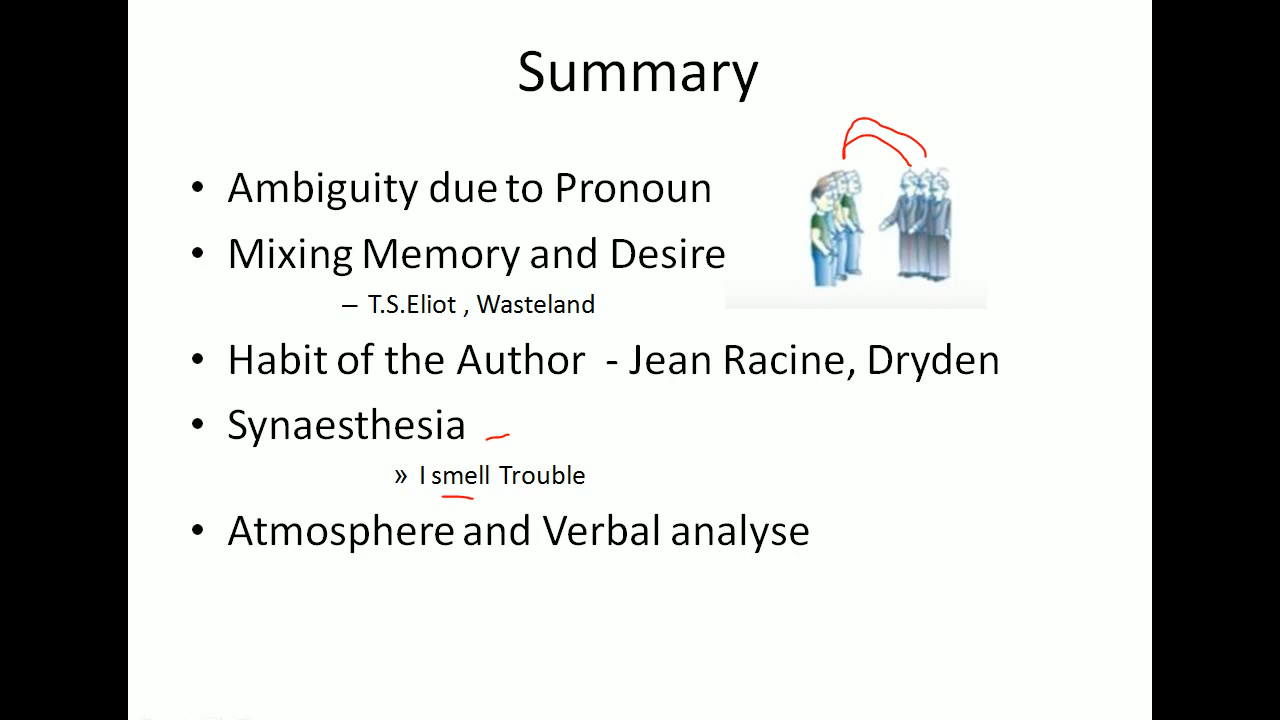 Summary
• Ambiguity due to Pronoun
• Mixing Memory and Desire
– T.S.Eliot , Wasteland
• Habit of the Author - Jean Racine, Dryden
• Synaesthesia
» I smell Trouble
• Atmosphere and Verbal analyse